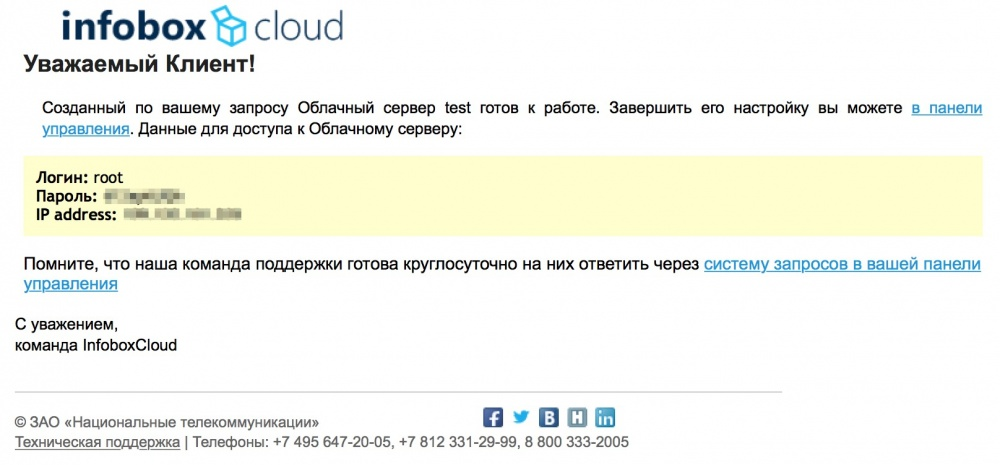 infobox cloud
Уважаемый Клиент!
Созданный по вашему запросу Облачный сервер test готов к работе. Завершить его настройку вы можете в панели
управления. Данные для доступа к Облачному серверу:
Логин: root
Пароль:
IP address:
Помните, что наша команда поддержки готова круглосуточно на них ответить через систему запросов в вашей панели
управления
С уважением,
команда InfoboxCloud
© ЗАО «Национальные телекоммуникации»
Техническая поддержка | Телефоны: +7 495 647-20-05, +7 812 331-29-99, 8 800 333-2005